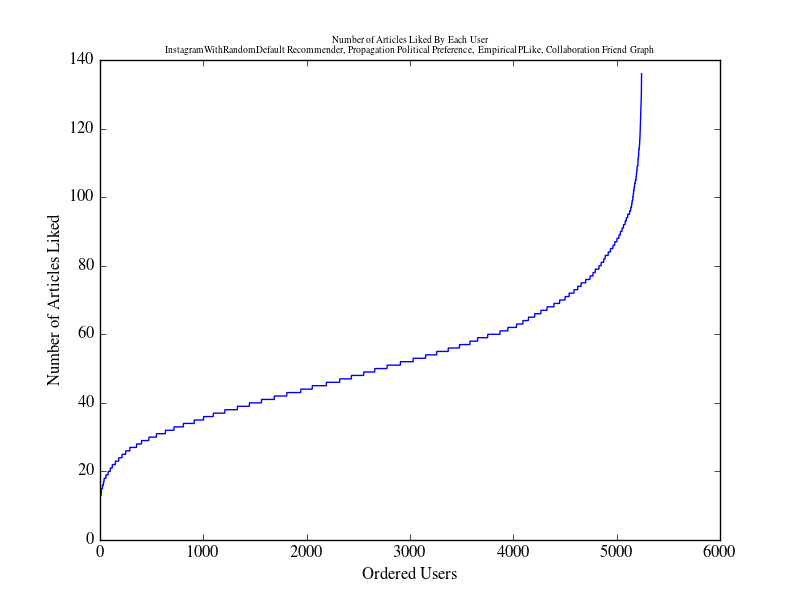 Number of Articles Liked By Each User
InstagramWithRandomDefault Recommender, Propagation Political Preference, EmpiricalPLike, Collaboration Friend Graph
140
120
100
80
60
40
20
0
Number of Articles Liked
0 1000 2000 3000 4000 5000 6000
Ordered Users